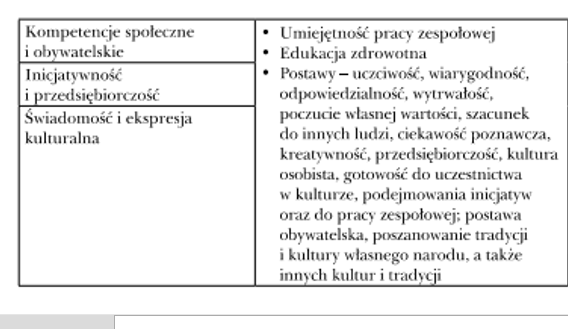 Kompetencje społeczne
i obywatelskie
Inicjatywność
i przedsiębiorczość
Świadomość i ekspresja
kulturalna
• Umiejętność pracy zespołowej
• Edukacja zdrowotna
• Postawy – uczciwość, wiarygodność,
odpowiedzialność, wytrwałość,
poczucie własnej wartości, szacunek
do innych ludzi, ciekawość poznawcza,
kreatywność, przedsiębiorczość, kultura
osobista, gotowość do uczestnictwa
w kulturze, podejmowania inicjatyw
oraz do pracy zespołowej; postawa
obywatelska, poszanowanie tradycji
i kultury własnego narodu, a także
innych kultur i tradycji